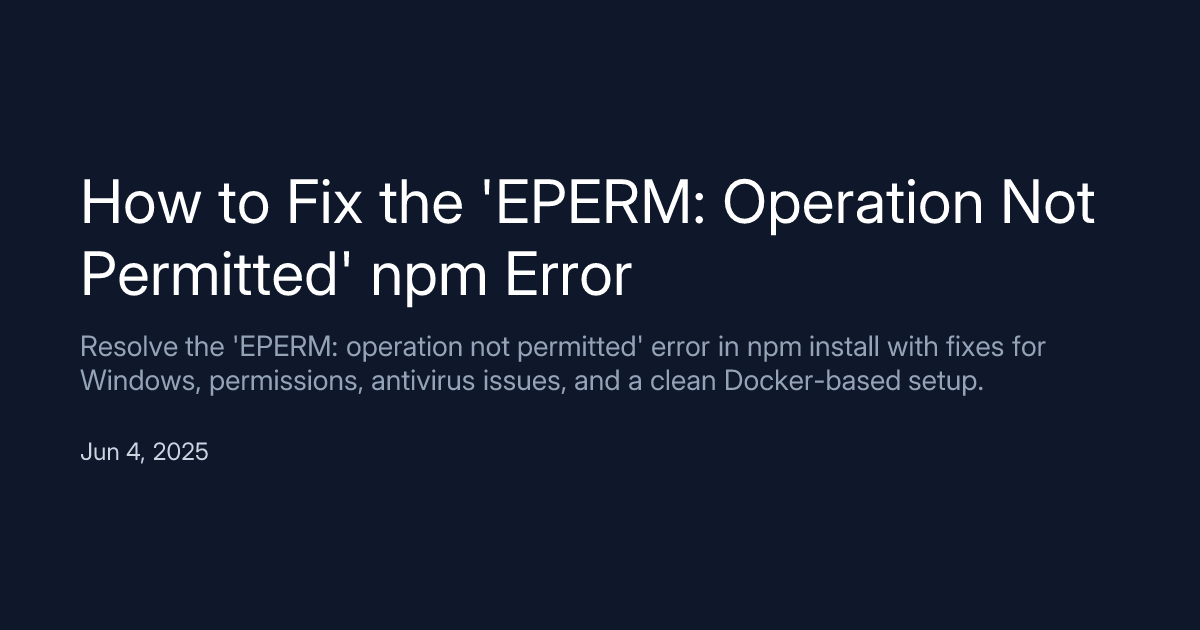 How to Fix the 'EPERM: Operation Not
Permitted' npm Error
Resolve the 'EPERM: operation not permitted' error in npm install with fixes for
Windows, permissions, antivirus issues, and a clean Docker-based setup.
Jun 4, 2025